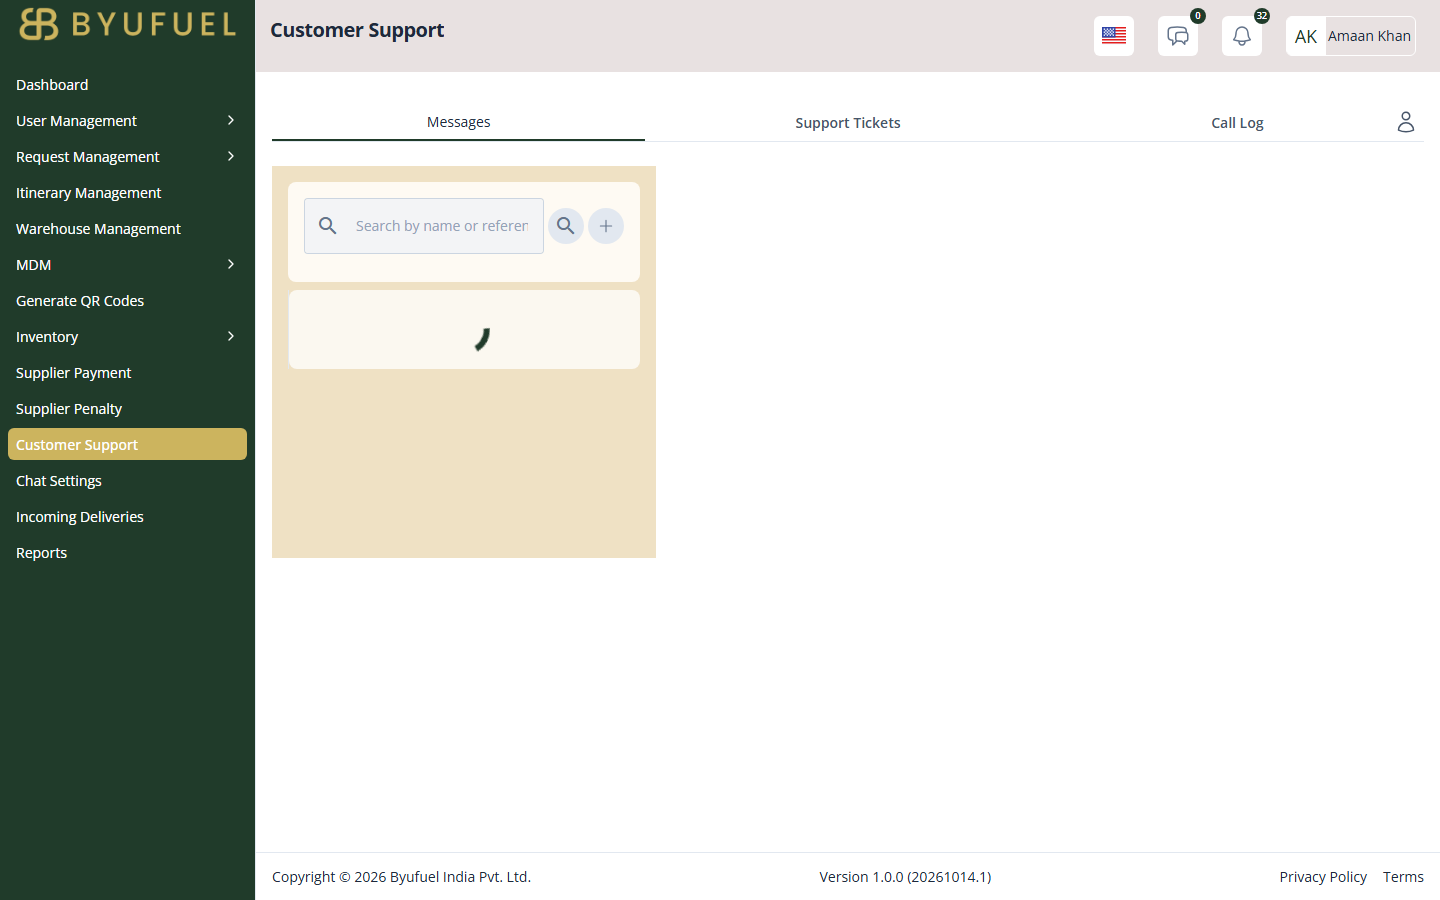 BYUFUEL
Customer Support
0
32
AK Amaan Khan
Dashboard
User Management
Request Management
Itinerary Management
Warehouse Management
MDM
Generate QR Codes
Inventory
Supplier Payment
Supplier Penalty
Customer Support
Chat Settings
Incoming Deliveries
Reports
Messages
Support Tickets
Call Log
Search by name or referen
Copyright © 2026 Byufuel India Pvt. Ltd.
Version 1.0.0 (20261014.1)
Privacy Policy
Terms